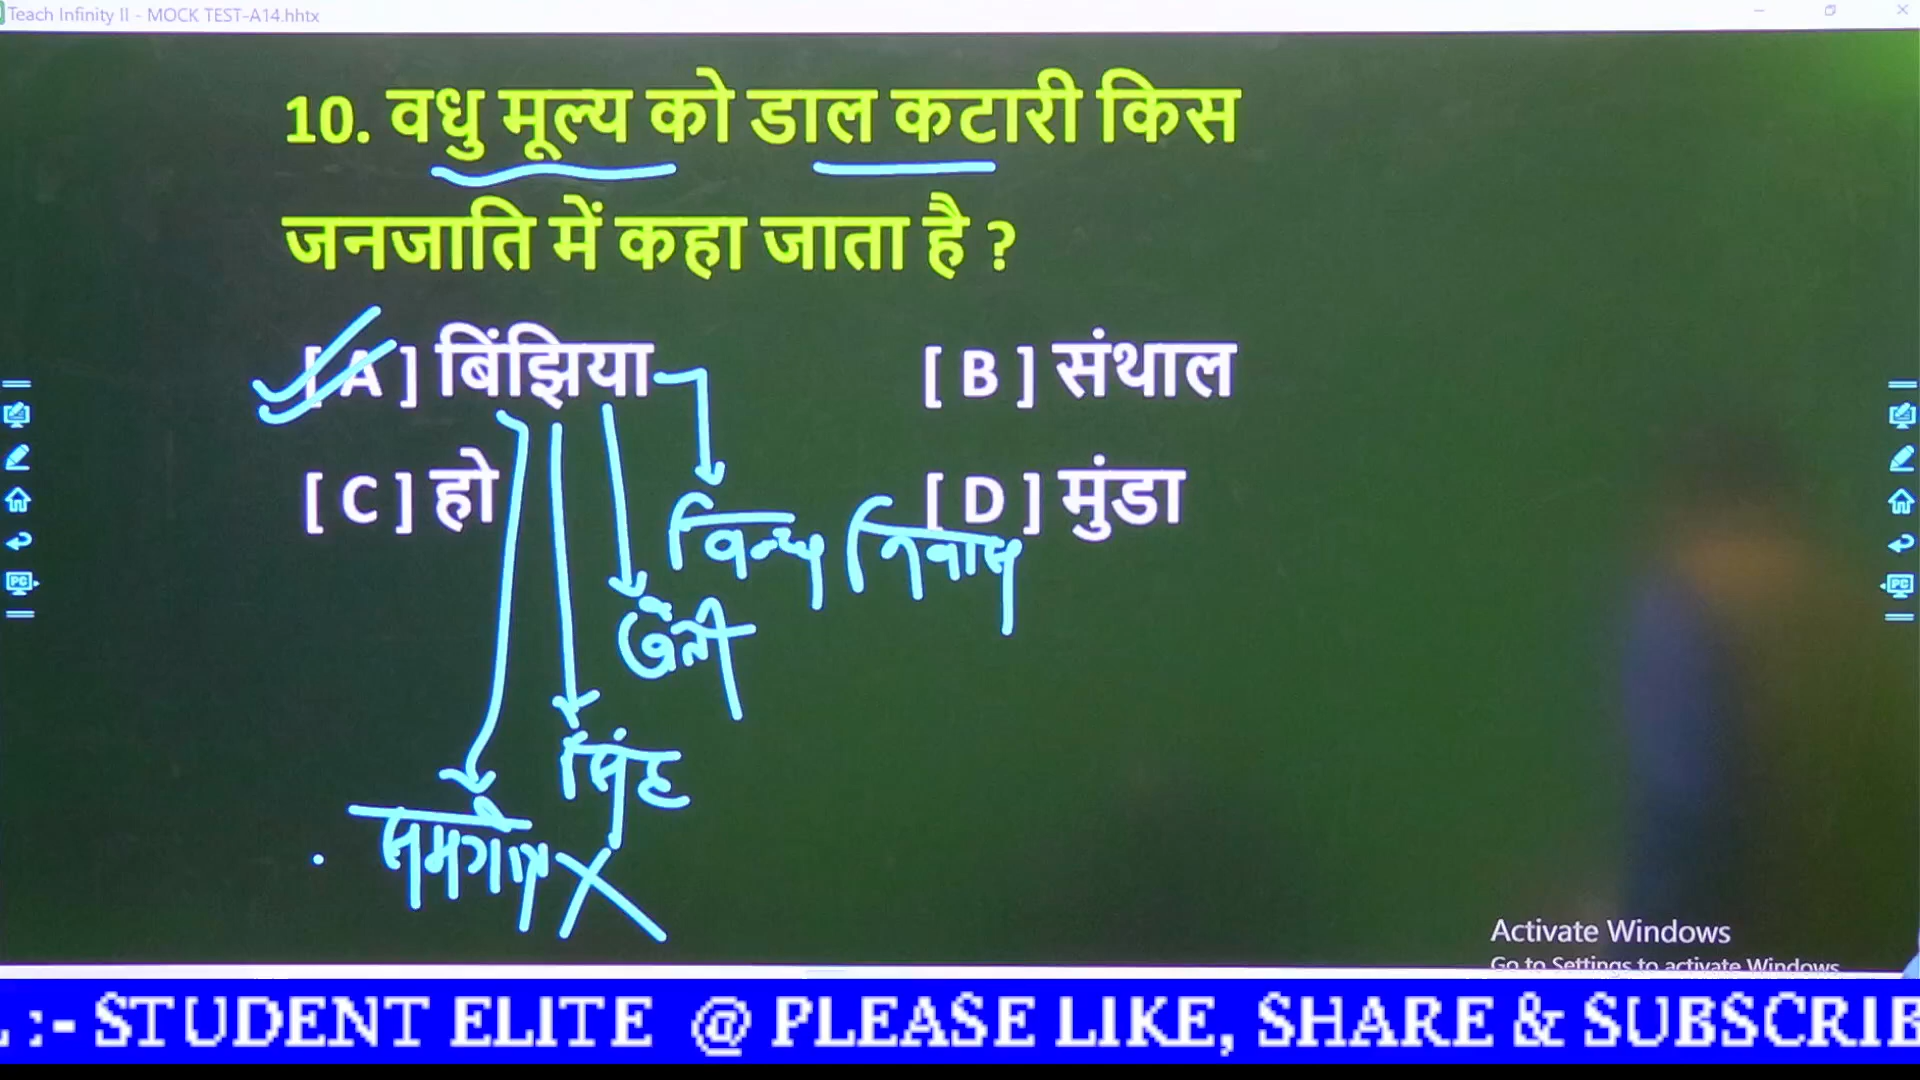 Teach Infinity II - MOCK TEST-A14.hhtx
10. वधु मूल्य को डाल कटारी किस
जनजाति में कहा जाता है ?
[ A ] बिंझिया
[ B ] संथाल
[ C ] हो
[ D ] मुंडा
विन्ध्य निवास
खेती
सिंह
समगोत्र X
Activate Windows
Go to Settings to activate Windows
:- STUDENT ELITE @ PLEASE LIKE, SHARE & SUBSCRIB